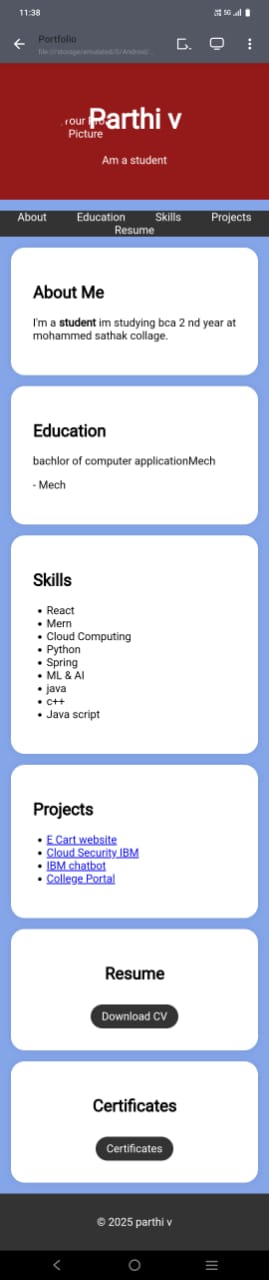 11:38
5G
Portfolio
file:///storage/emulated/0/Android/...
Parthi v
Picture
Am a student
About Education Skills Projects
Resume
About Me
I'm a student im studying bca 2 nd year at
mohammed sathak collage.
Education
bachlor of computer applicationMech
- Mech
Skills
React
Mern
Cloud Computing
Python
Spring
ML & AI
java
c++
Java script
Projects
E Cart website
Cloud Security IBM
IBM chatbot
College Portal
Resume
Download CV
Certificates
Certificates
© 2025 parthi v